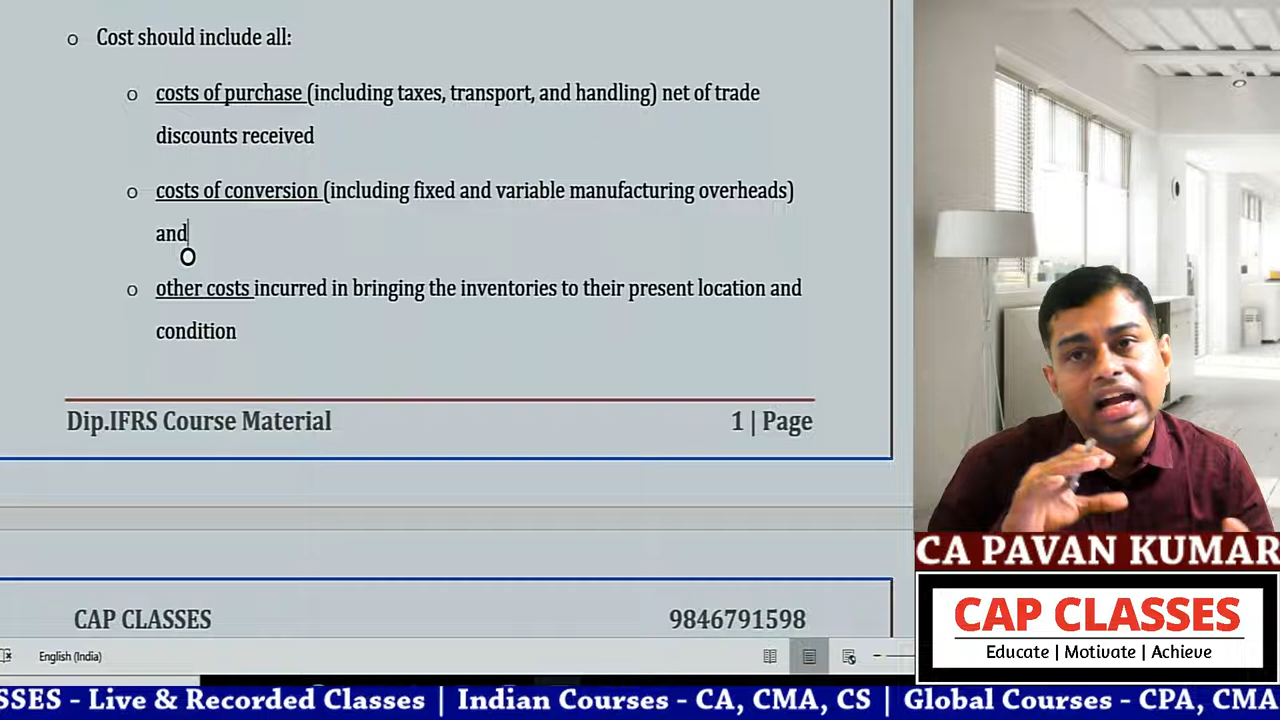 o Cost should include all:
o costs of purchase (including taxes, transport, and handling) net of trade
discounts received
o costs of conversion (including fixed and variable manufacturing overheads)
and
o other costs incurred in bringing the inventories to their present location and
condition
Dip.IFRS Course Material 1 | Page
CAP CLASSES 9846791598
English (India)
CA PAVAN KUMAR
CAP CLASSES
Educate | Motivate | Achieve
SSES - Live & Recorded Classes | Indian Courses - CA, CMA, CS | Global Courses - CPA, CMA